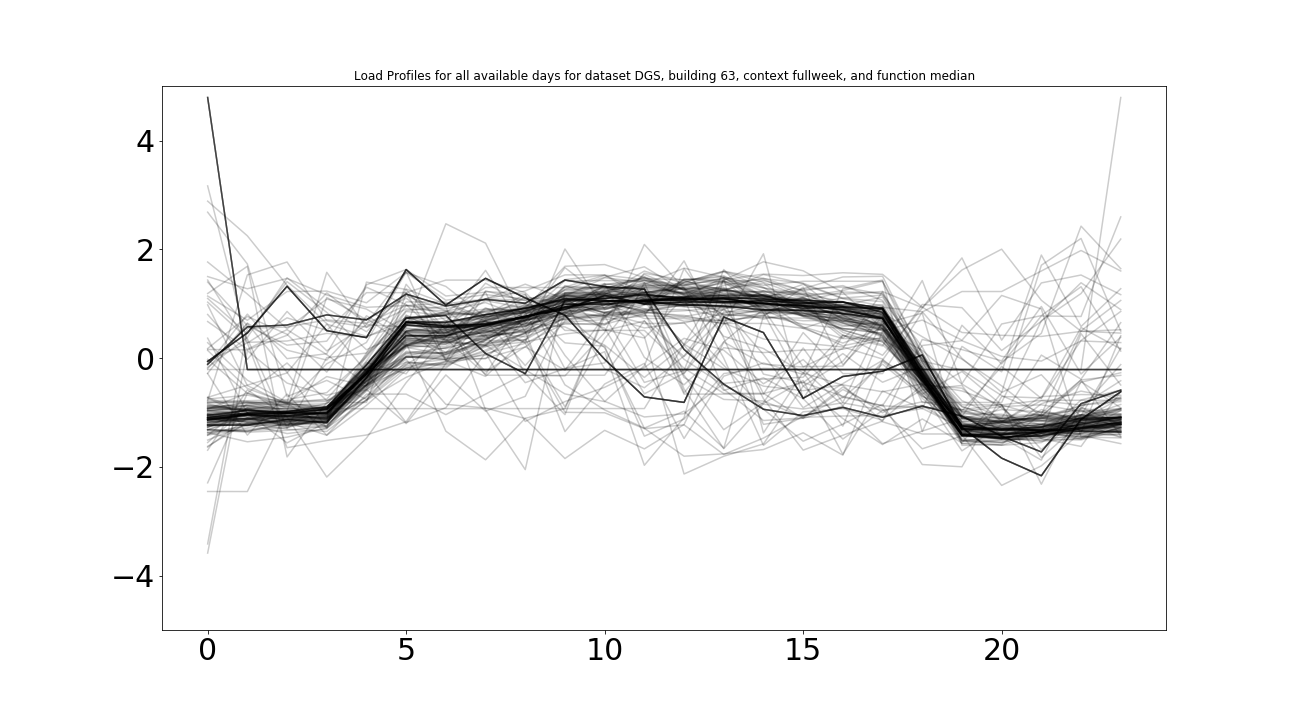 Load Profiles for all available days for dataset DGS, building 63, context fullweek, and function median
4
2
0
−2
−4
0 5 10 15 20